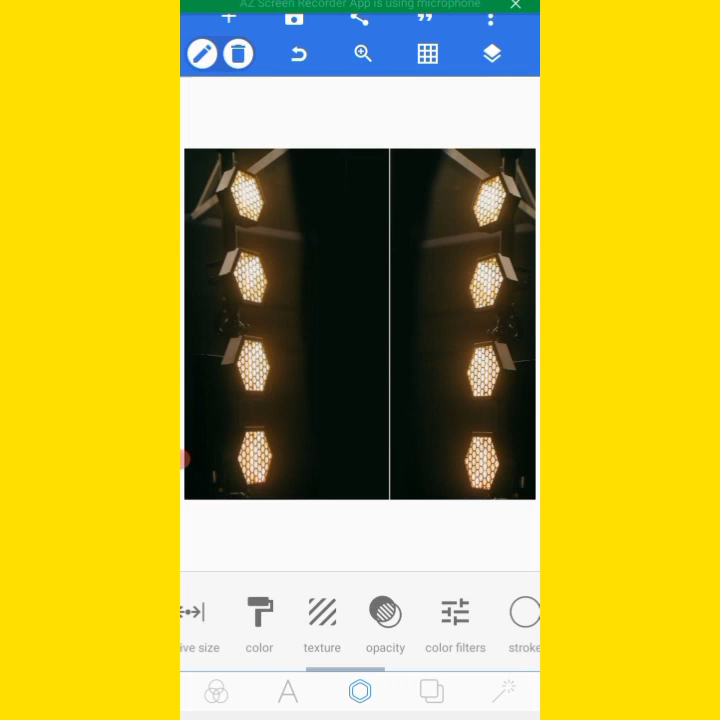 AZ Screen Recorder App is using microphone
ive size color texture opacity color filters stroke